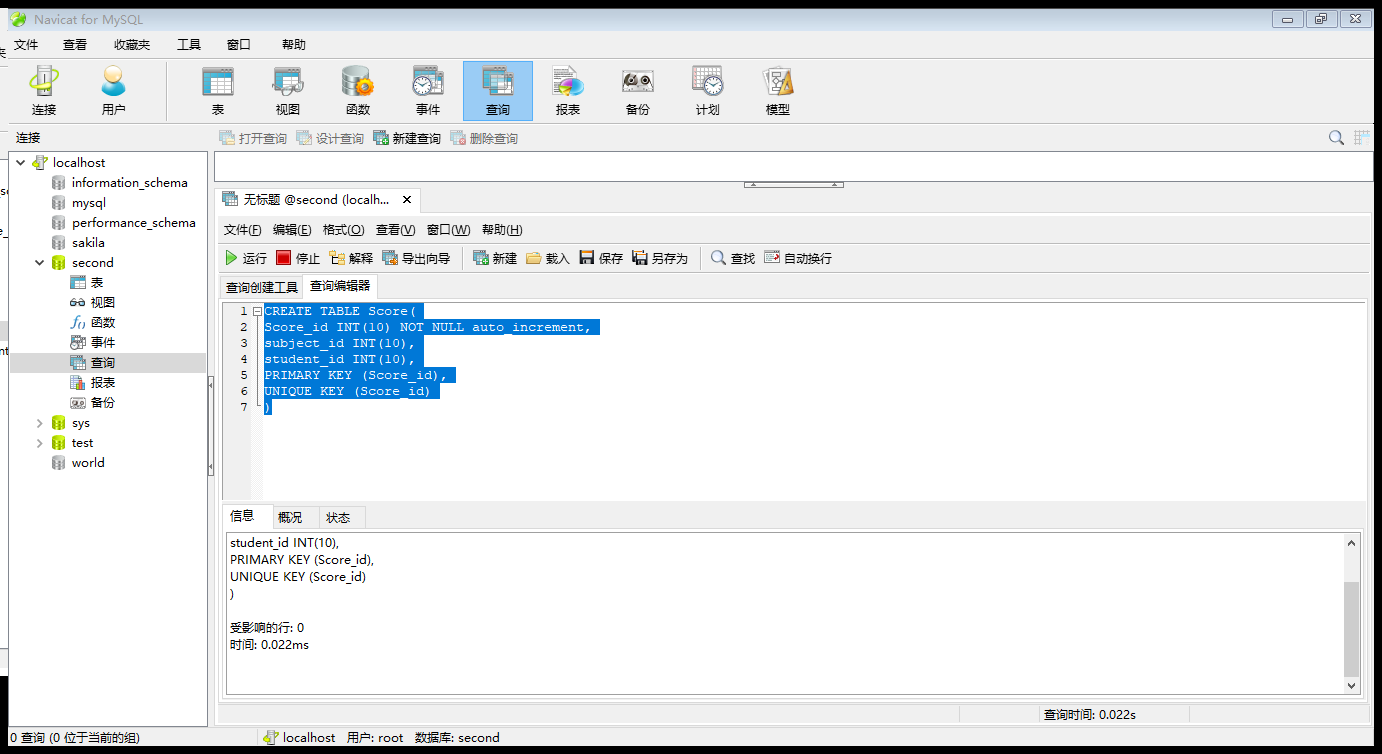 Navicat for MySQL
文件 查看 收藏夹 工具 窗口 帮助
连接 用户 表 视图 函数 事件 查询 报表 备份 计划 模型
连接
打开查询 设计查询 新建查询 删除查询
localhost
information_schema
mysql
performance_schema
sakila
second
表
视图
函数
事件
查询
报表
备份
sys
test
world
无标题 @second (localh...
文件(F) 编辑(E) 格式(O) 查看(V) 窗口(W) 帮助(H)
运行 停止 解释 导出向导 新建 载入 保存 另存为 查找 自动换行
查询创建工具 查询编辑器
1 CREATE TABLE Score(
2 Score_id INT(10) NOT NULL auto_increment,
3 subject_id INT(10),
4 student_id INT(10),
5 PRIMARY KEY (Score_id),
6 UNIQUE KEY (Score_id)
7 )
信息 概况 状态
student_id INT(10),
PRIMARY KEY (Score_id),
UNIQUE KEY (Score_id)
)
受影响的行: 0
时间: 0.022ms
查询时间: 0.022s
0 查询 (0 位于当前的组) localhost 用户: root 数据库: second